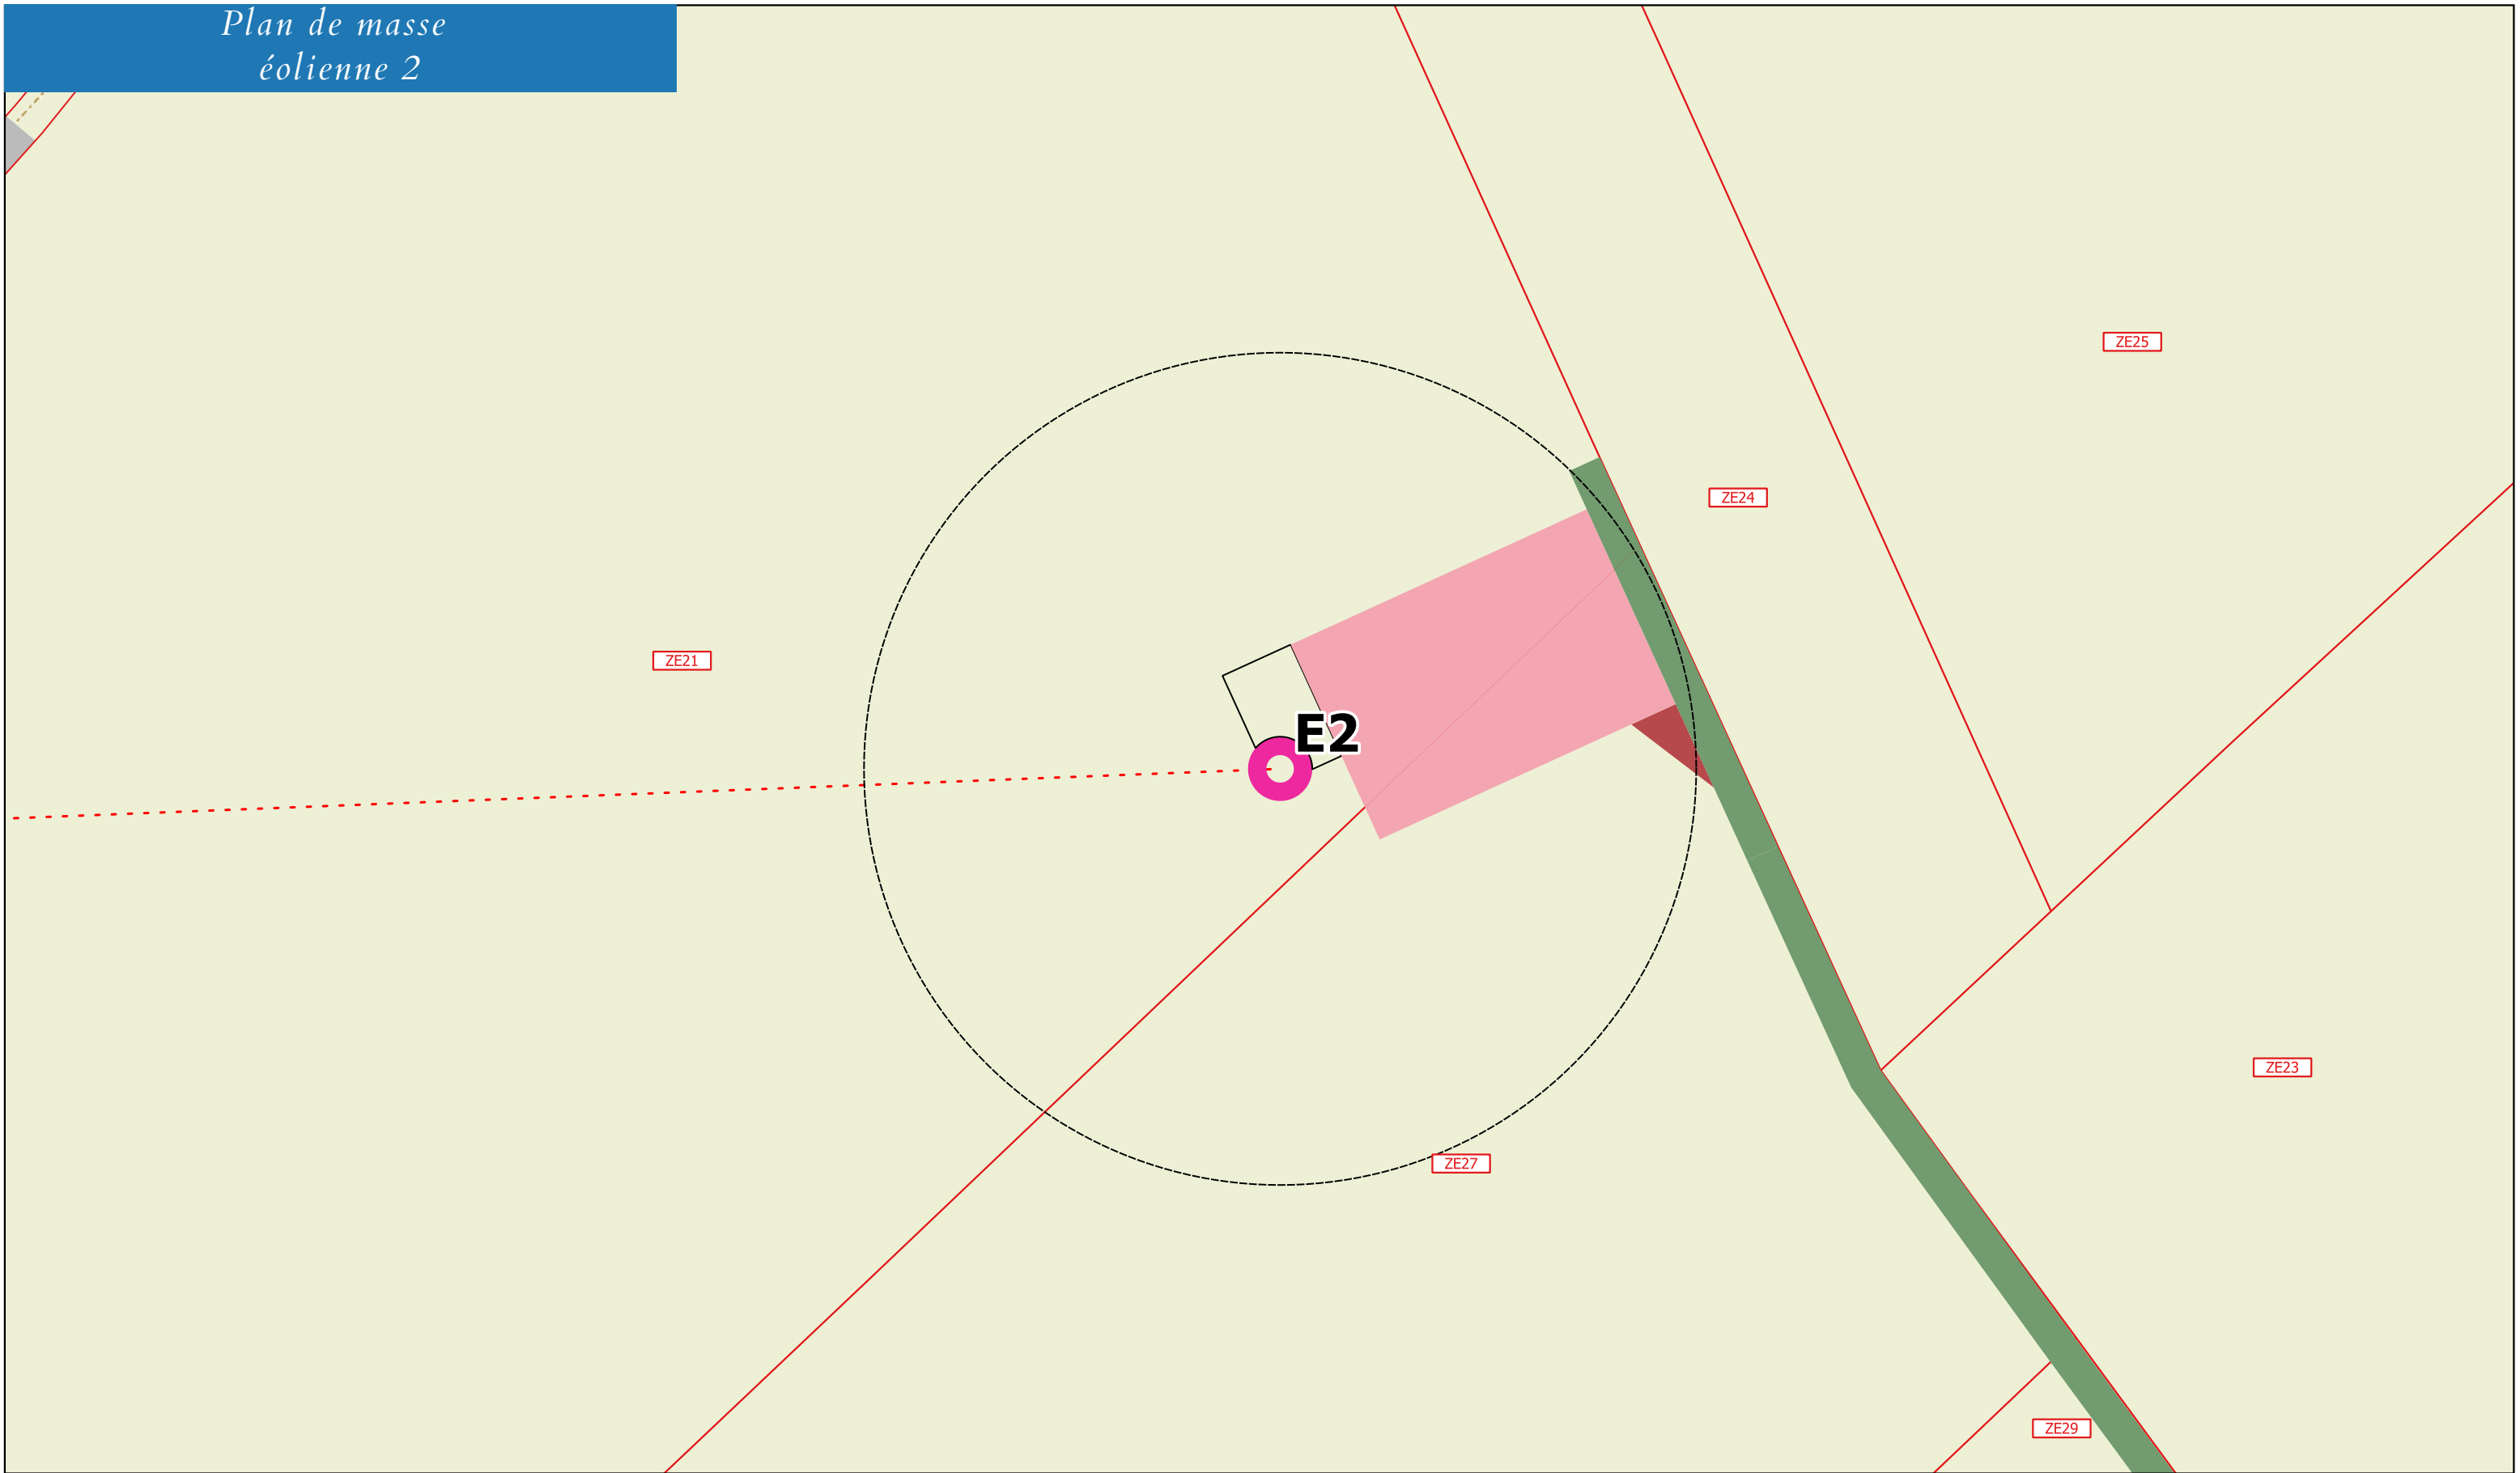 Plan de masse
éolienne 2
ZE25
ZE24
ZE21
E2
ZE23
ZE27
ZE29